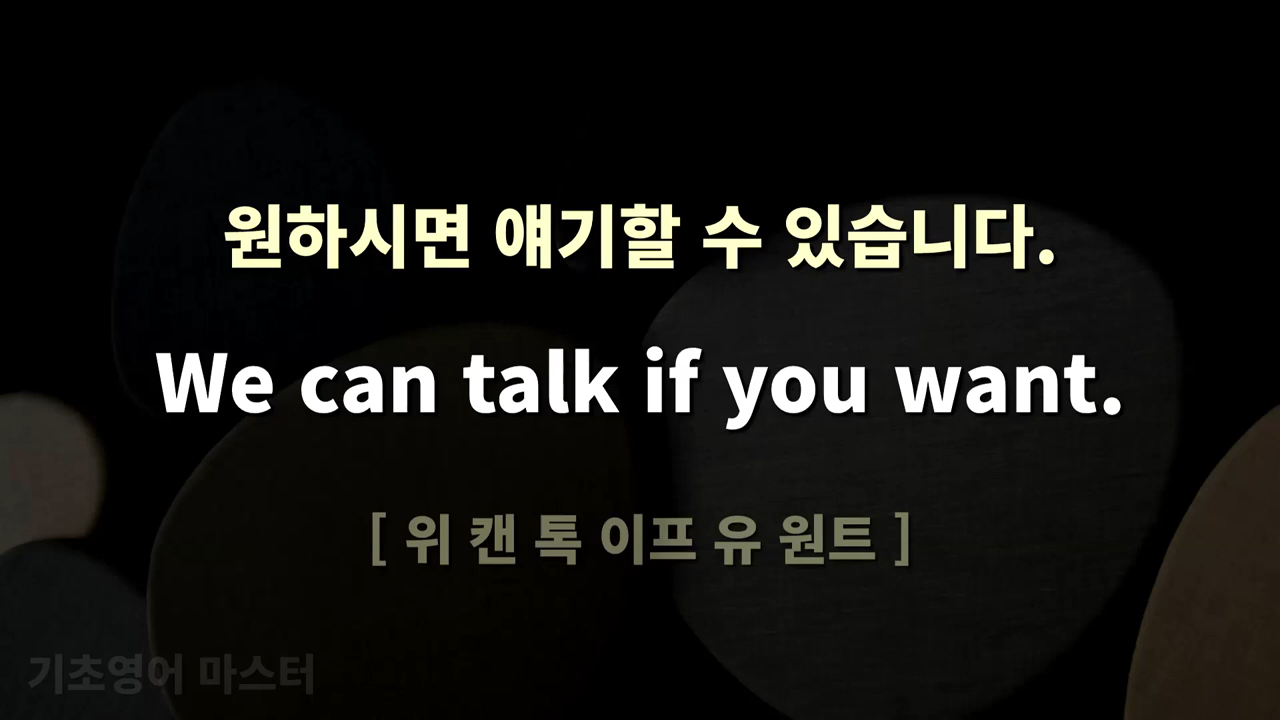 원하시면 얘기할 수 있습니다.
We can talk if you want.
[ 위 캔 톡 이프 유 원트 ]
기초영어 마스터